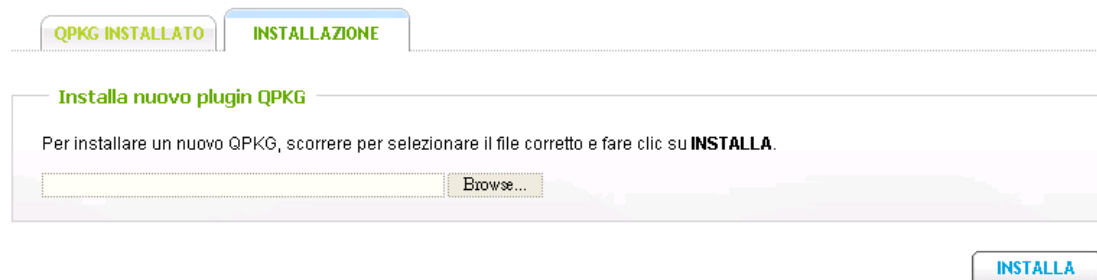 QPKG INSTALLATO INSTALLAZIONE
Installa nuovo plugin QPKG
Per installare un nuovo QPKG, scorrere per selezionare il file corretto e fare clic su INSTALLA.
Browse...
INSTALLA